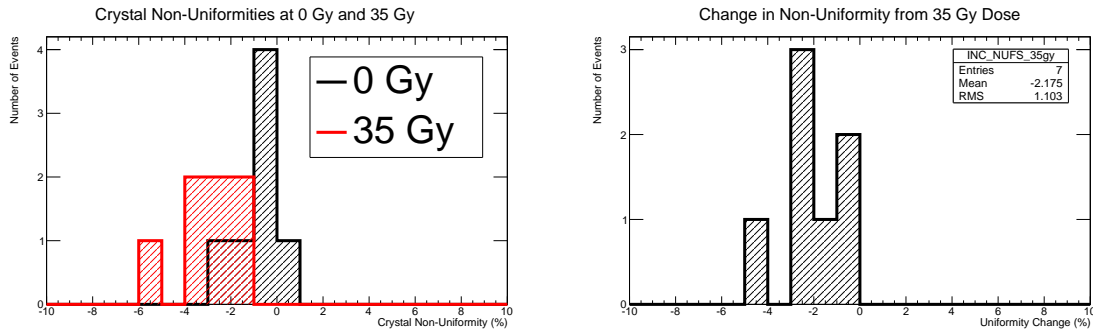 Crystal Non-Uniformities at 0 Gy and 35 Gy
Number of Events
4
3
2
1
0
0 Gy
35 Gy
-10 -8 -6 -4 -2 0 2 4 6 8 10
Crystal Non-Uniformity (%)
Change in Non-Uniformity from 35 Gy Dose
Number of Events
3
2
1
0
INC_NUFS_35gy
Entries 7
Mean -2.175
RMS 1.103
-10 -8 -6 -4 -2 0 2 4 6 8 10
Uniformity Change (%)